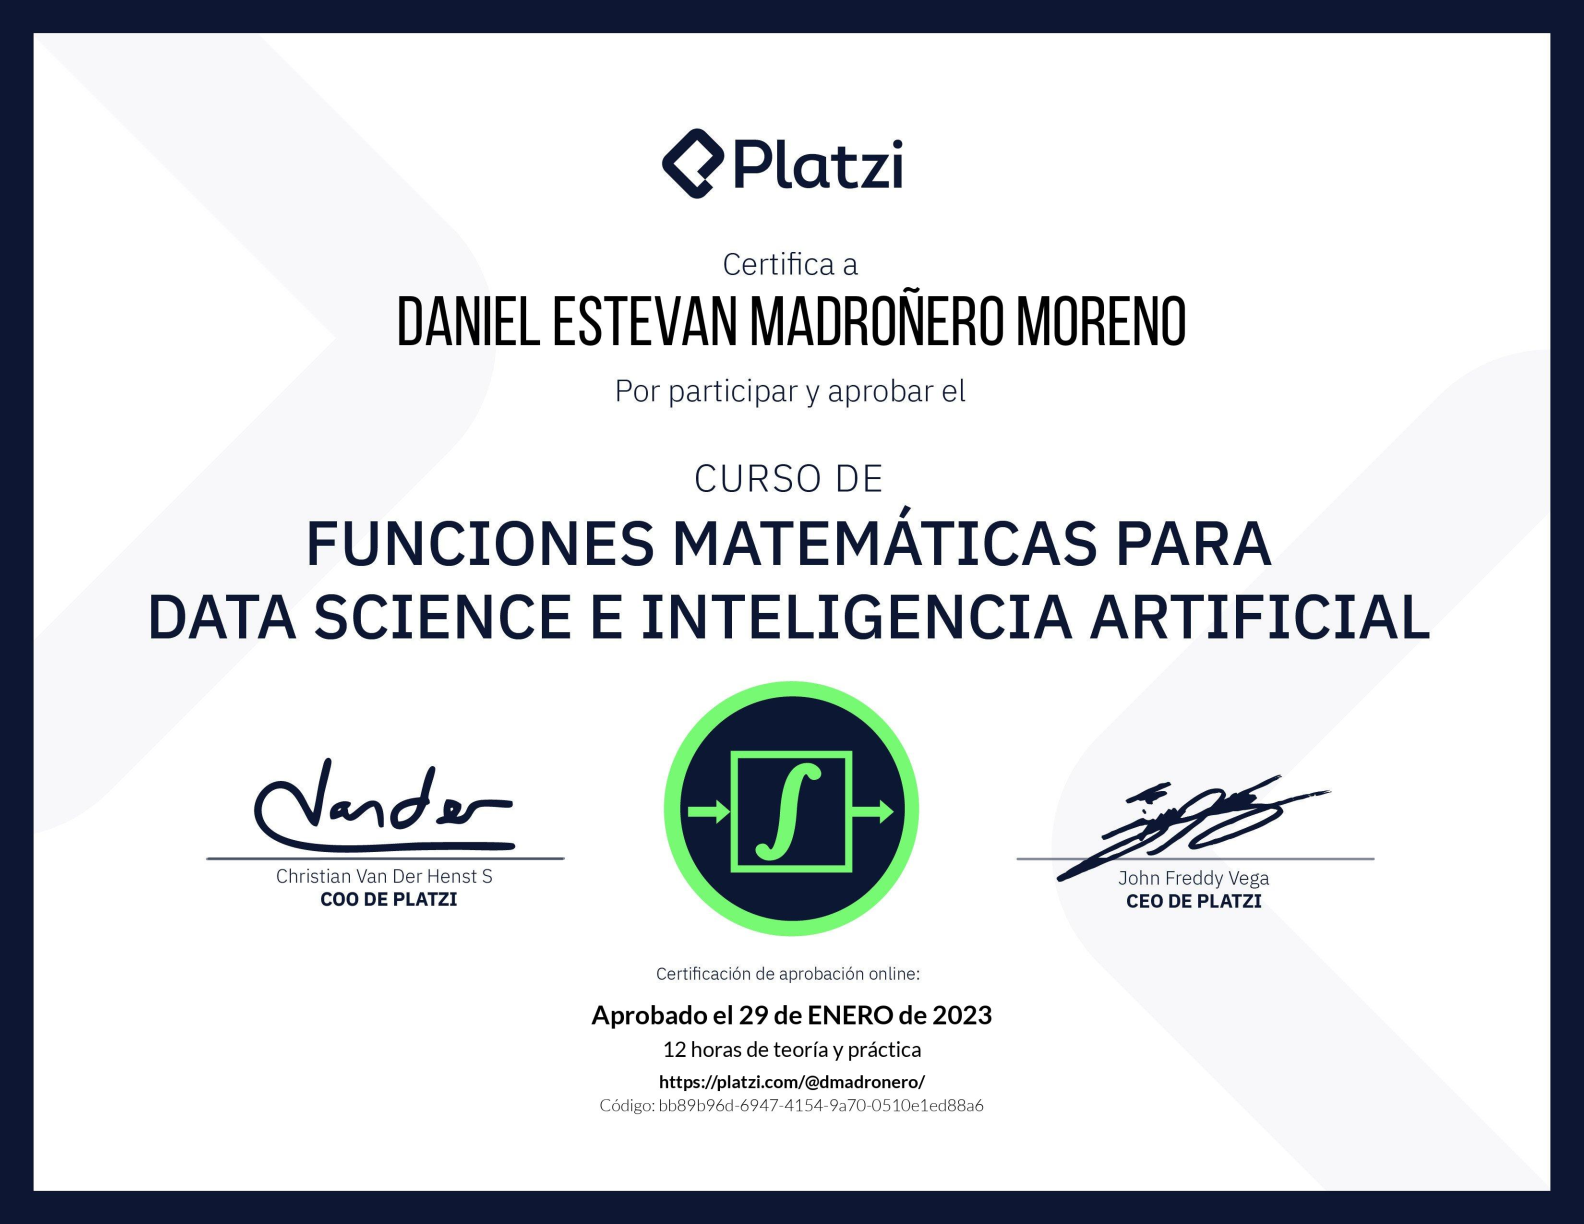 Platzi
Certifica a
DANIEL ESTEVAN MADROÑERO MORENO
Por participar y aprobar el
CURSO DE
FUNCIONES MATEMÁTICAS PARA
DATA SCIENCE E INTELIGENCIA ARTIFICIAL
Vander
Christian Van Der Henst S
COO DE PLATZI
John Freddy Vega
CEO DE PLATZI
Certificación de aprobación online:
Aprobado el 29 de ENERO de 2023
12 horas de teoría y práctica
https://platzi.com/@dmadronero/
Código: bb89b96d-6947-4154-9a70-0510e1ed88a6